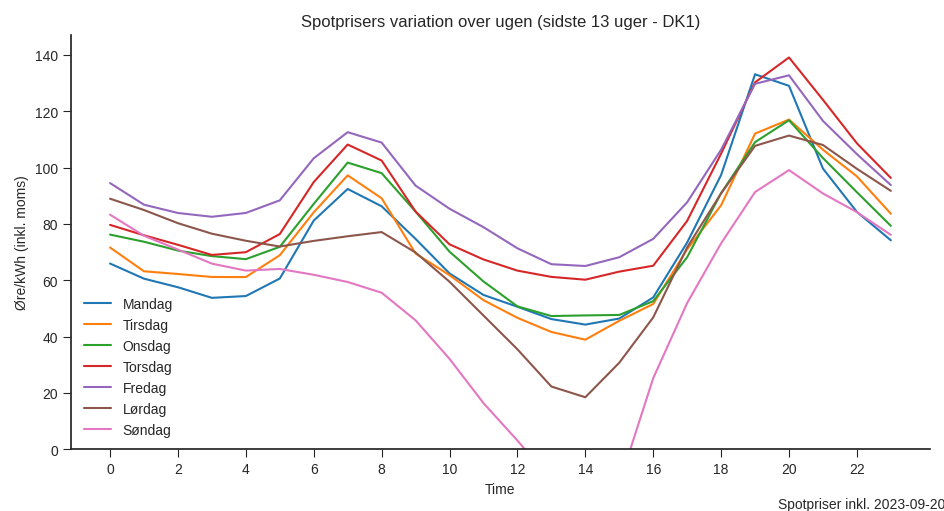 Spotprisers variation over ugen (sidste 13 uger - DK1)
Øre/kWh (inkl. moms)
140
120
100
80
60
40
20
0
Mandag
Tirsdag
Onsdag
Torsdag
Fredag
Lørdag
Søndag
0 2 4 6 8 10 12 14 16 18 20 22
Time
Spotpriser inkl. 2023-09-20